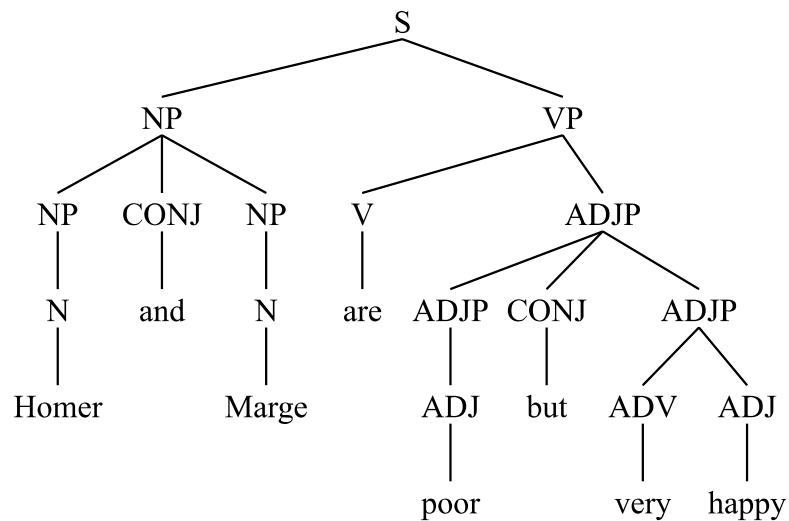 S
NP VP
NP CONJ NP V ADJP
N and N are ADJP CONJ ADJP
Homer Marge ADJ but ADV ADJ
poor very happy